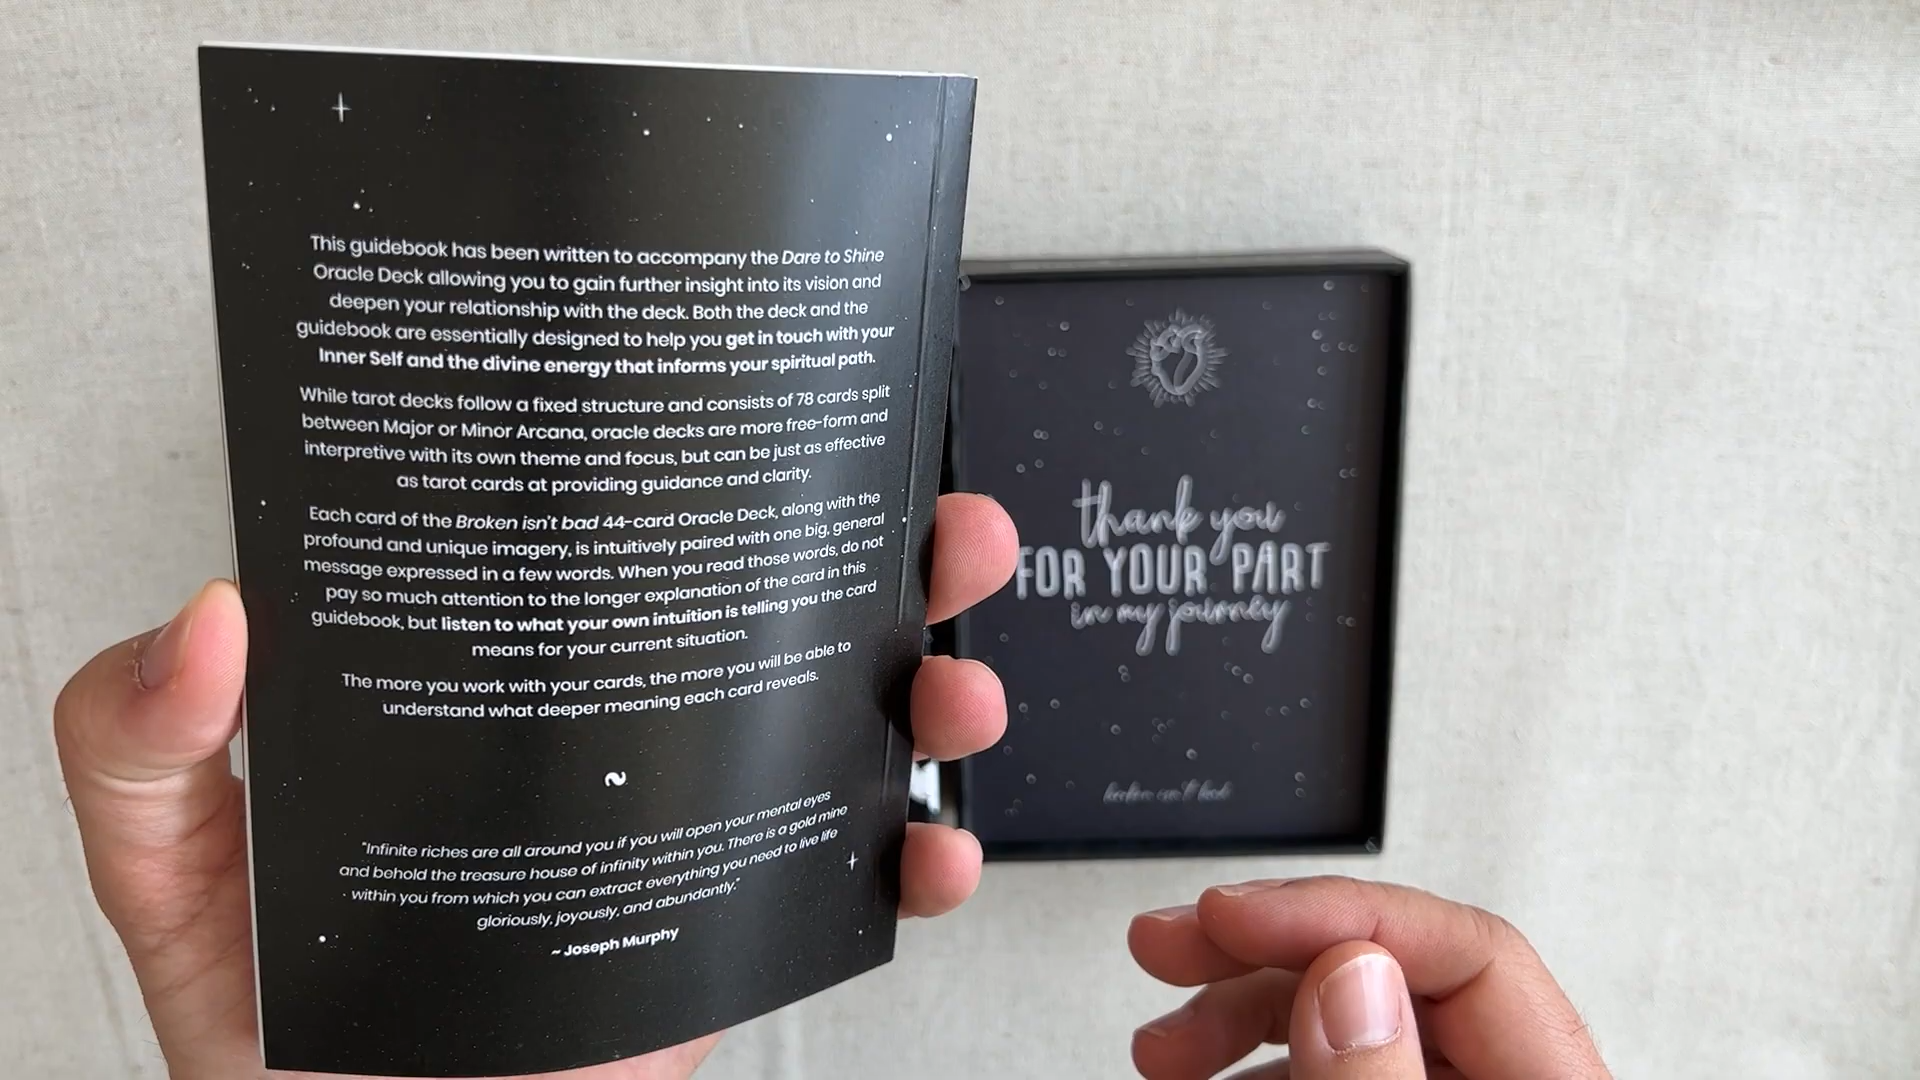 This guidebook has been written to accompany the Dare to Shine
Oracle Deck allowing you to gain further insight into its vision and
deepen your relationship with the deck. Both the deck and the
guidebook are essentially designed to help you get in touch with your
Inner Self and the divine energy that informs your spiritual path.
While tarot decks follow a fixed structure and consists of 78 cards split
between Major or Minor Arcana, oracle decks are more free-form and
interpretive with its own theme and focus, but can be just as effective
as tarot cards at providing guidance and clarity.
Each card of the Broken isn't bad 44-card Oracle Deck, along with the
profound and unique imagery, is intuitively paired with one big, general
message expressed in a few words. When you read those words, do not
pay so much attention to the longer explanation of the card in this
guidebook, but listen to what your own intuition is telling you the card
means for your current situation.
The more you work with your cards, the more you will be able to
understand what deeper meaning each card reveals.
"Infinite riches are all around you if you will open your mental eyes
and behold the treasure house of infinity within you. There is a gold mine
within you from which you can extract everything you need to live life
gloriously, joyously, and abundantly."
~ Joseph Murphy
thank you
FOR YOUR PART
in my journey
broken isn't bad